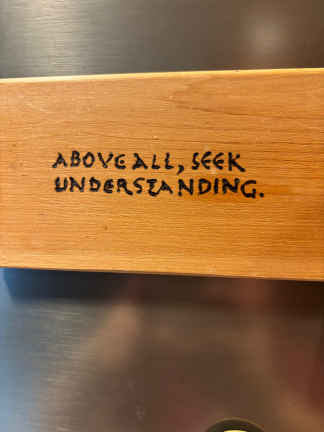 ABOVE ALL, SEEK
UNDERSTANDING.